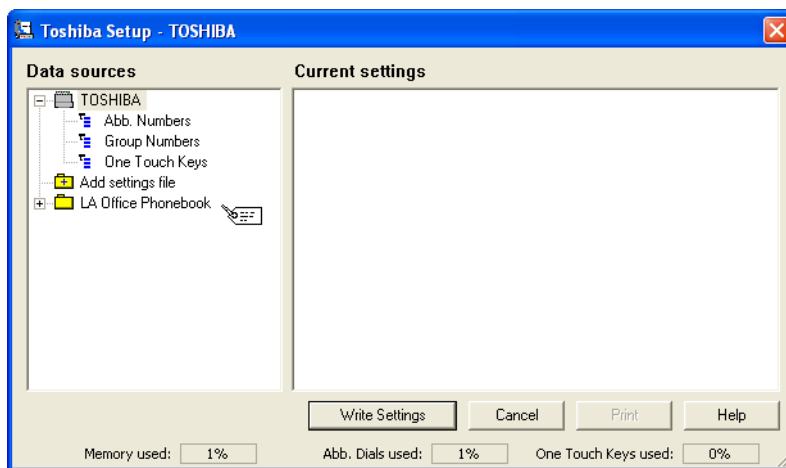 Toshiba Setup - TOSHIBA
Data sources
Current settings
TOSHIBA
Abb. Numbers
Group Numbers
One Touch Keys
Add settings file
LA Office Phonebook
Write Settings
Cancel
Print
Help
Memory used: 1%
Abb. Dials used: 1%
One Touch Keys used: 0%